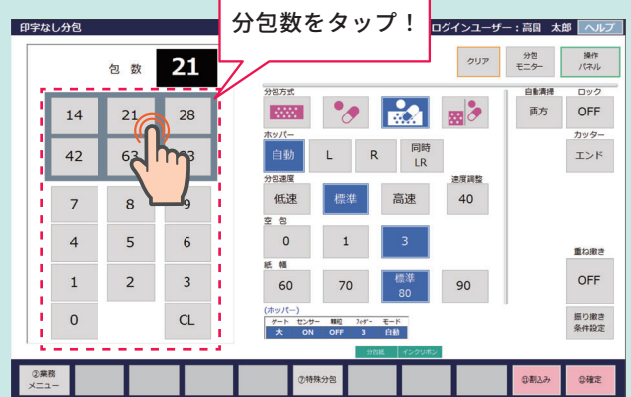 印字なし分包
分包数をタップ！
ログインユーザー：高園 太郎 ヘルプ
包 数 21
クリア
分包
モニター
操作
パネル
14 21 28
42 63
7 8 9
4 5 6
1 2 3
0 CL
分包方式
ホッパー
自動 L R 同時
LR
分包速度 速度調整
低速 標準 高速 40
空 包
0 1 3
紙 幅
60 70 標準
80 90
(ホッパー)
ゲート センサー 顆粒 フィーダー モード
大 ON OFF 3 自動
分包紙 インクリボン
自動清掃 ロック
両方 OFF
カッター
エンド
重ね撒き
OFF
振り撒き
条件設定
②業務
メニュー
⑦特殊分包
⑪割込み
⑫確定